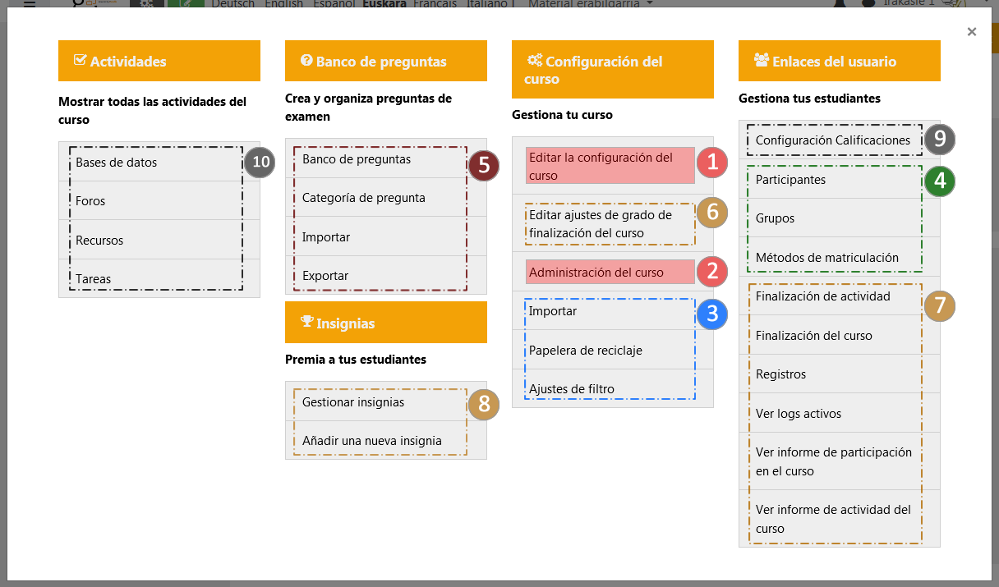 Deutsch English Español Euskara Français Italiano Material erabilgarria Irakasle 1
×
Actividades
Mostrar todas las actividades del
curso
Bases de datos
10
Foros
Recursos
Tareas
Banco de preguntas
Crea y organiza preguntas de
examen
Banco de preguntas
5
Categoría de pregunta
Importar
Exportar
Insignias
Premia a tus estudiantes
Gestionar insignias
8
Añadir una nueva insignia
Configuración del
curso
Gestiona tu curso
Editar la configuración del
curso
1
Editar ajustes de grado de
finalización del curso
6
Administración del curso
2
Importar
3
Papelera de reciclaje
Ajustes de filtro
Enlaces del usuario
Gestiona tus estudiantes
Configuración Calificaciones
9
Participantes
4
Grupos
Métodos de matriculación
Finalización de actividad
7
Finalización del curso
Registros
Ver logs activos
Ver informe de participación
en el curso
Ver informe de actividad del
curso